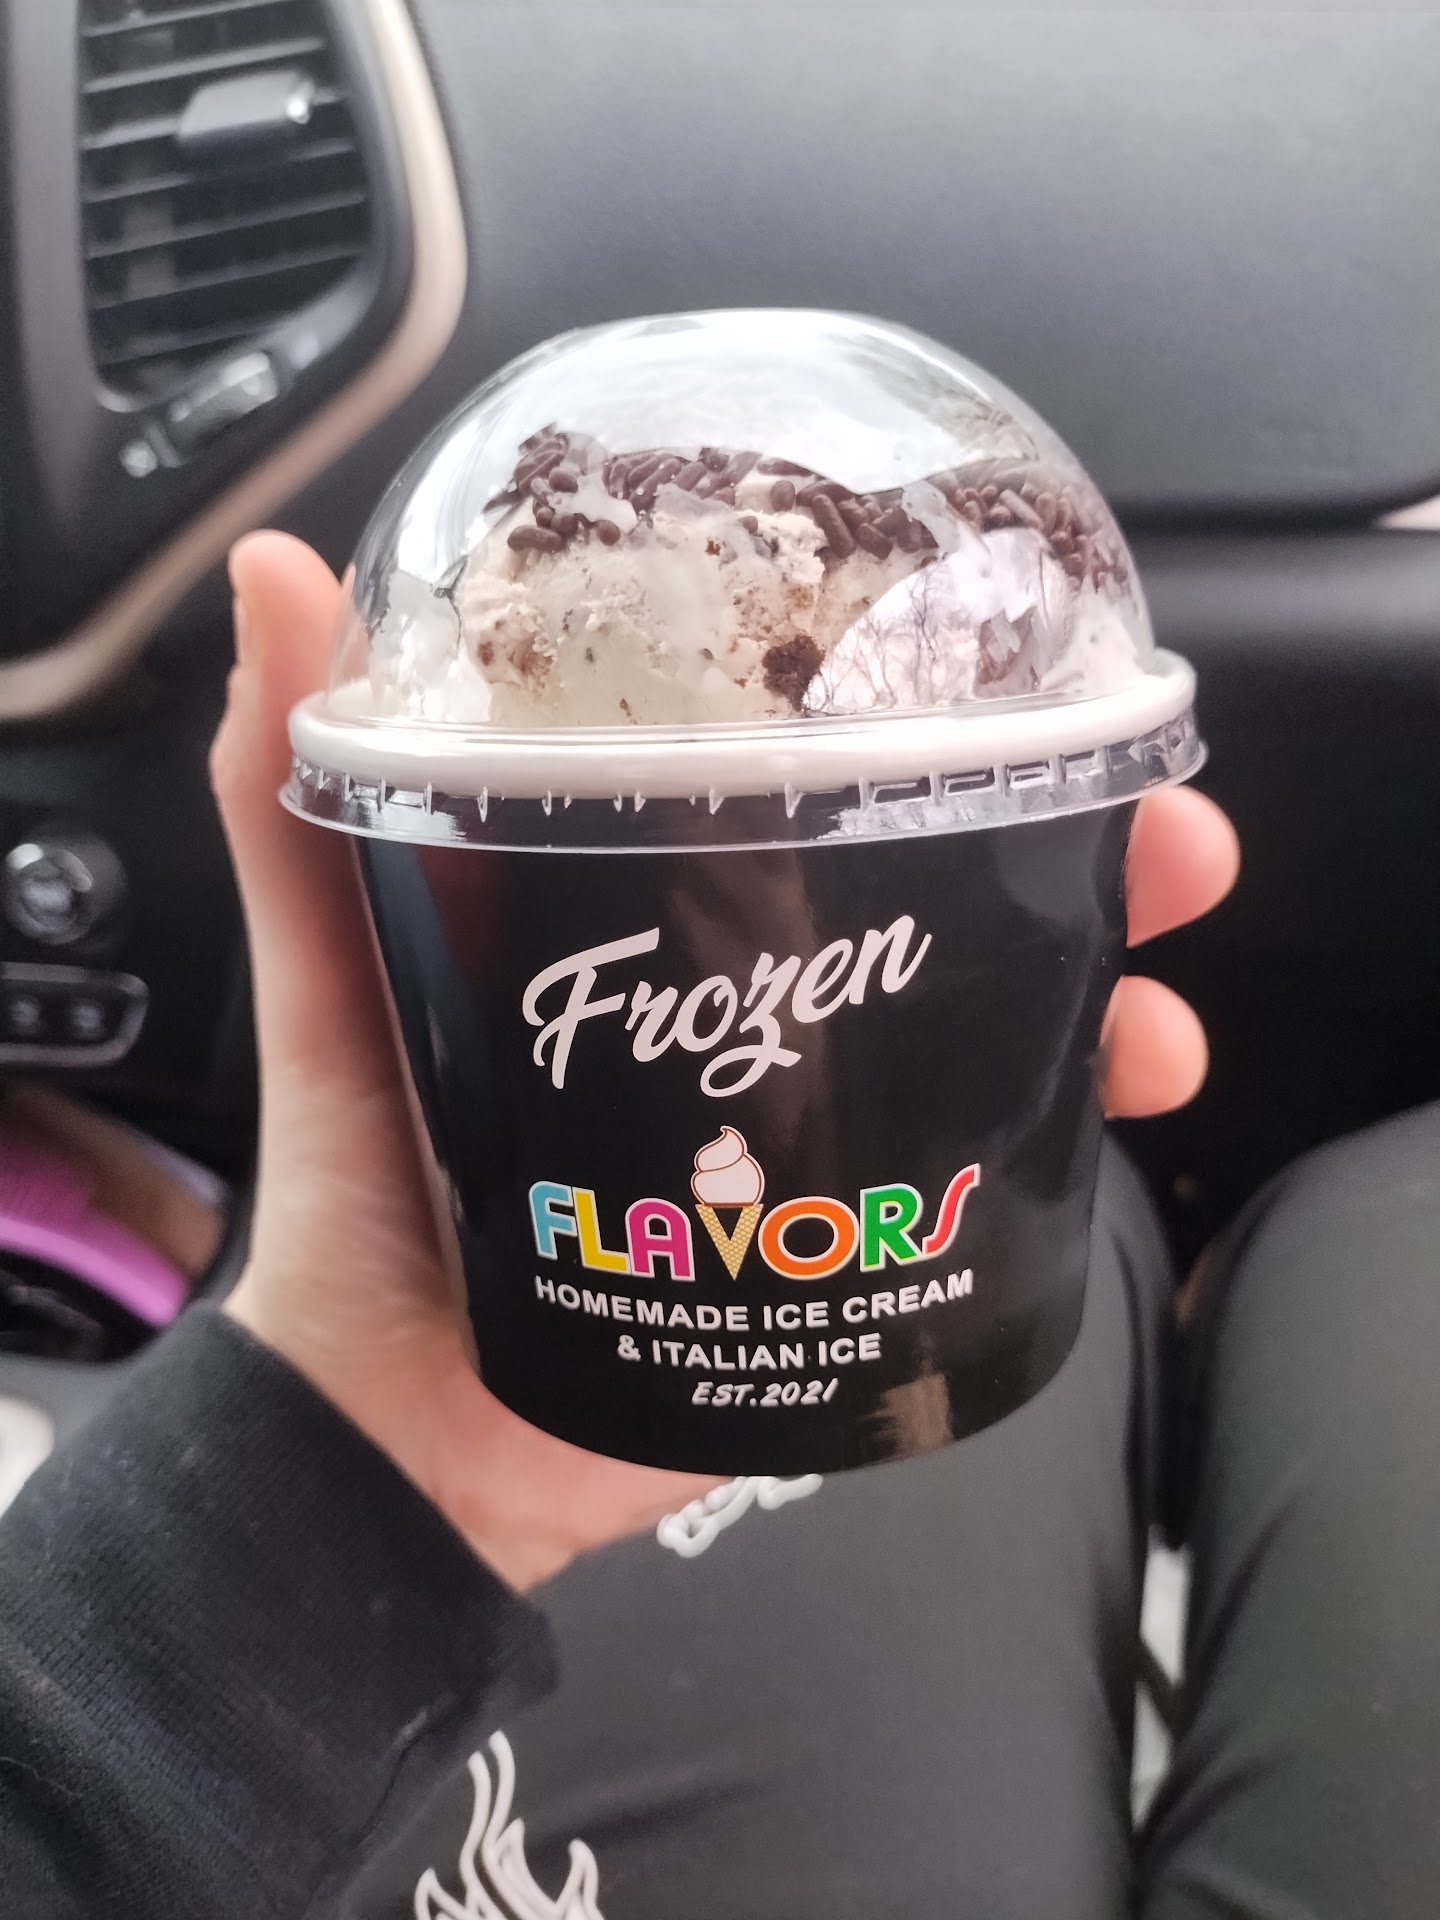 Frozen
FLAVORS
HOMEMADE ICE CREAM
& ITALIAN ICE
EST.2021